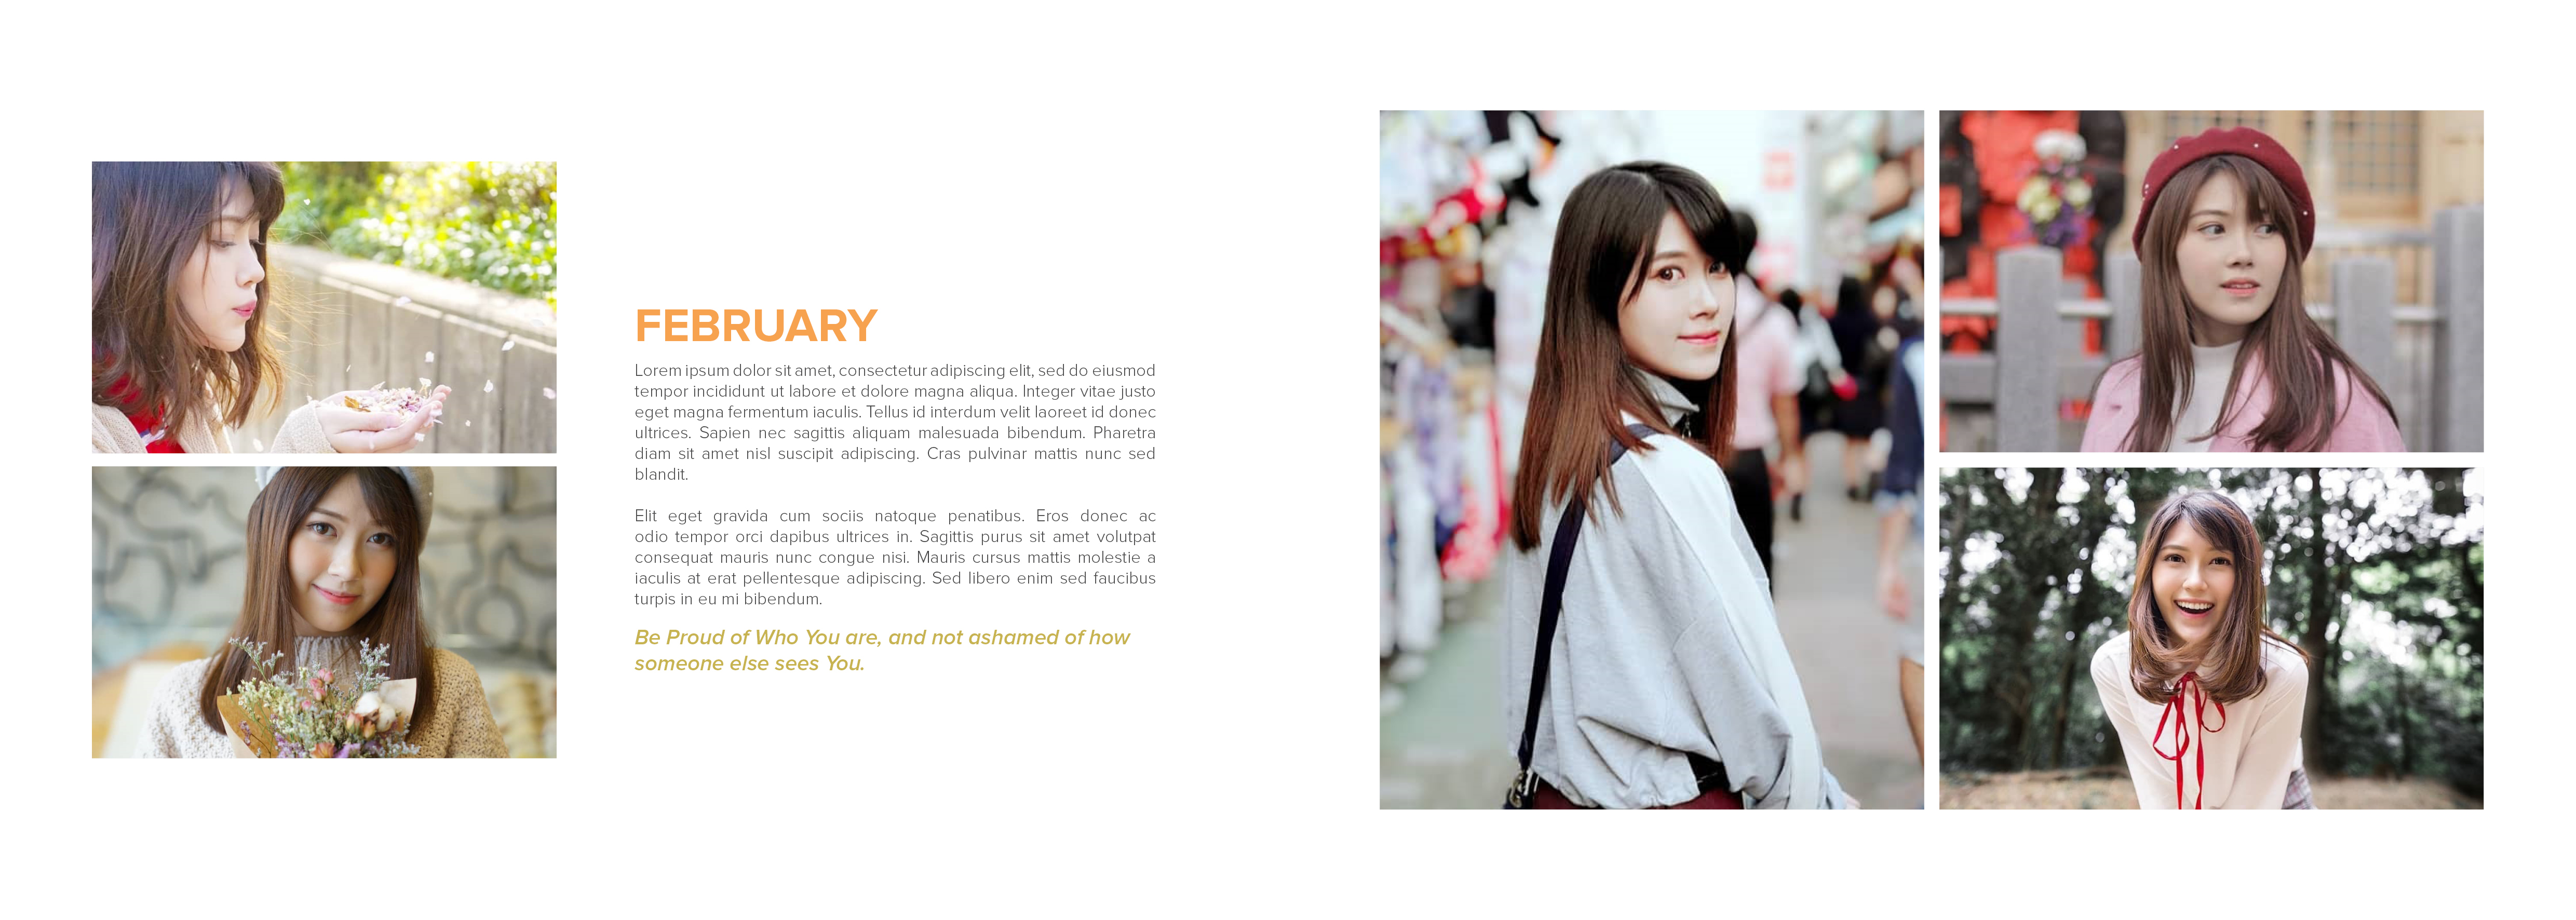 FEBRUARY
Lorem ipsum dolor sit amet, consectetur adipiscing elit, sed do eiusmod
tempor incididunt ut labore et dolore magna aliqua. Integer vitae justo
eget magna fermentum iaculis. Tellus id interdum velit laoreet id donec
ultrices. Sapien nec sagittis aliquam malesuada bibendum. Pharetra
diam sit amet nisl suscipit adipiscing. Cras pulvinar mattis nunc sed
blandit.
Elit eget gravida cum sociis natoque penatibus. Eros donec ac
odio tempor orci dapibus ultrices in. Sagittis purus sit amet volutpat
consequat mauris nunc congue nisi. Mauris cursus mattis molestie a
iaculis at erat pellentesque adipiscing. Sed libero enim sed faucibus
turpis in eu mi bibendum.
Be Proud of Who You are, and not ashamed of how
someone else sees You.